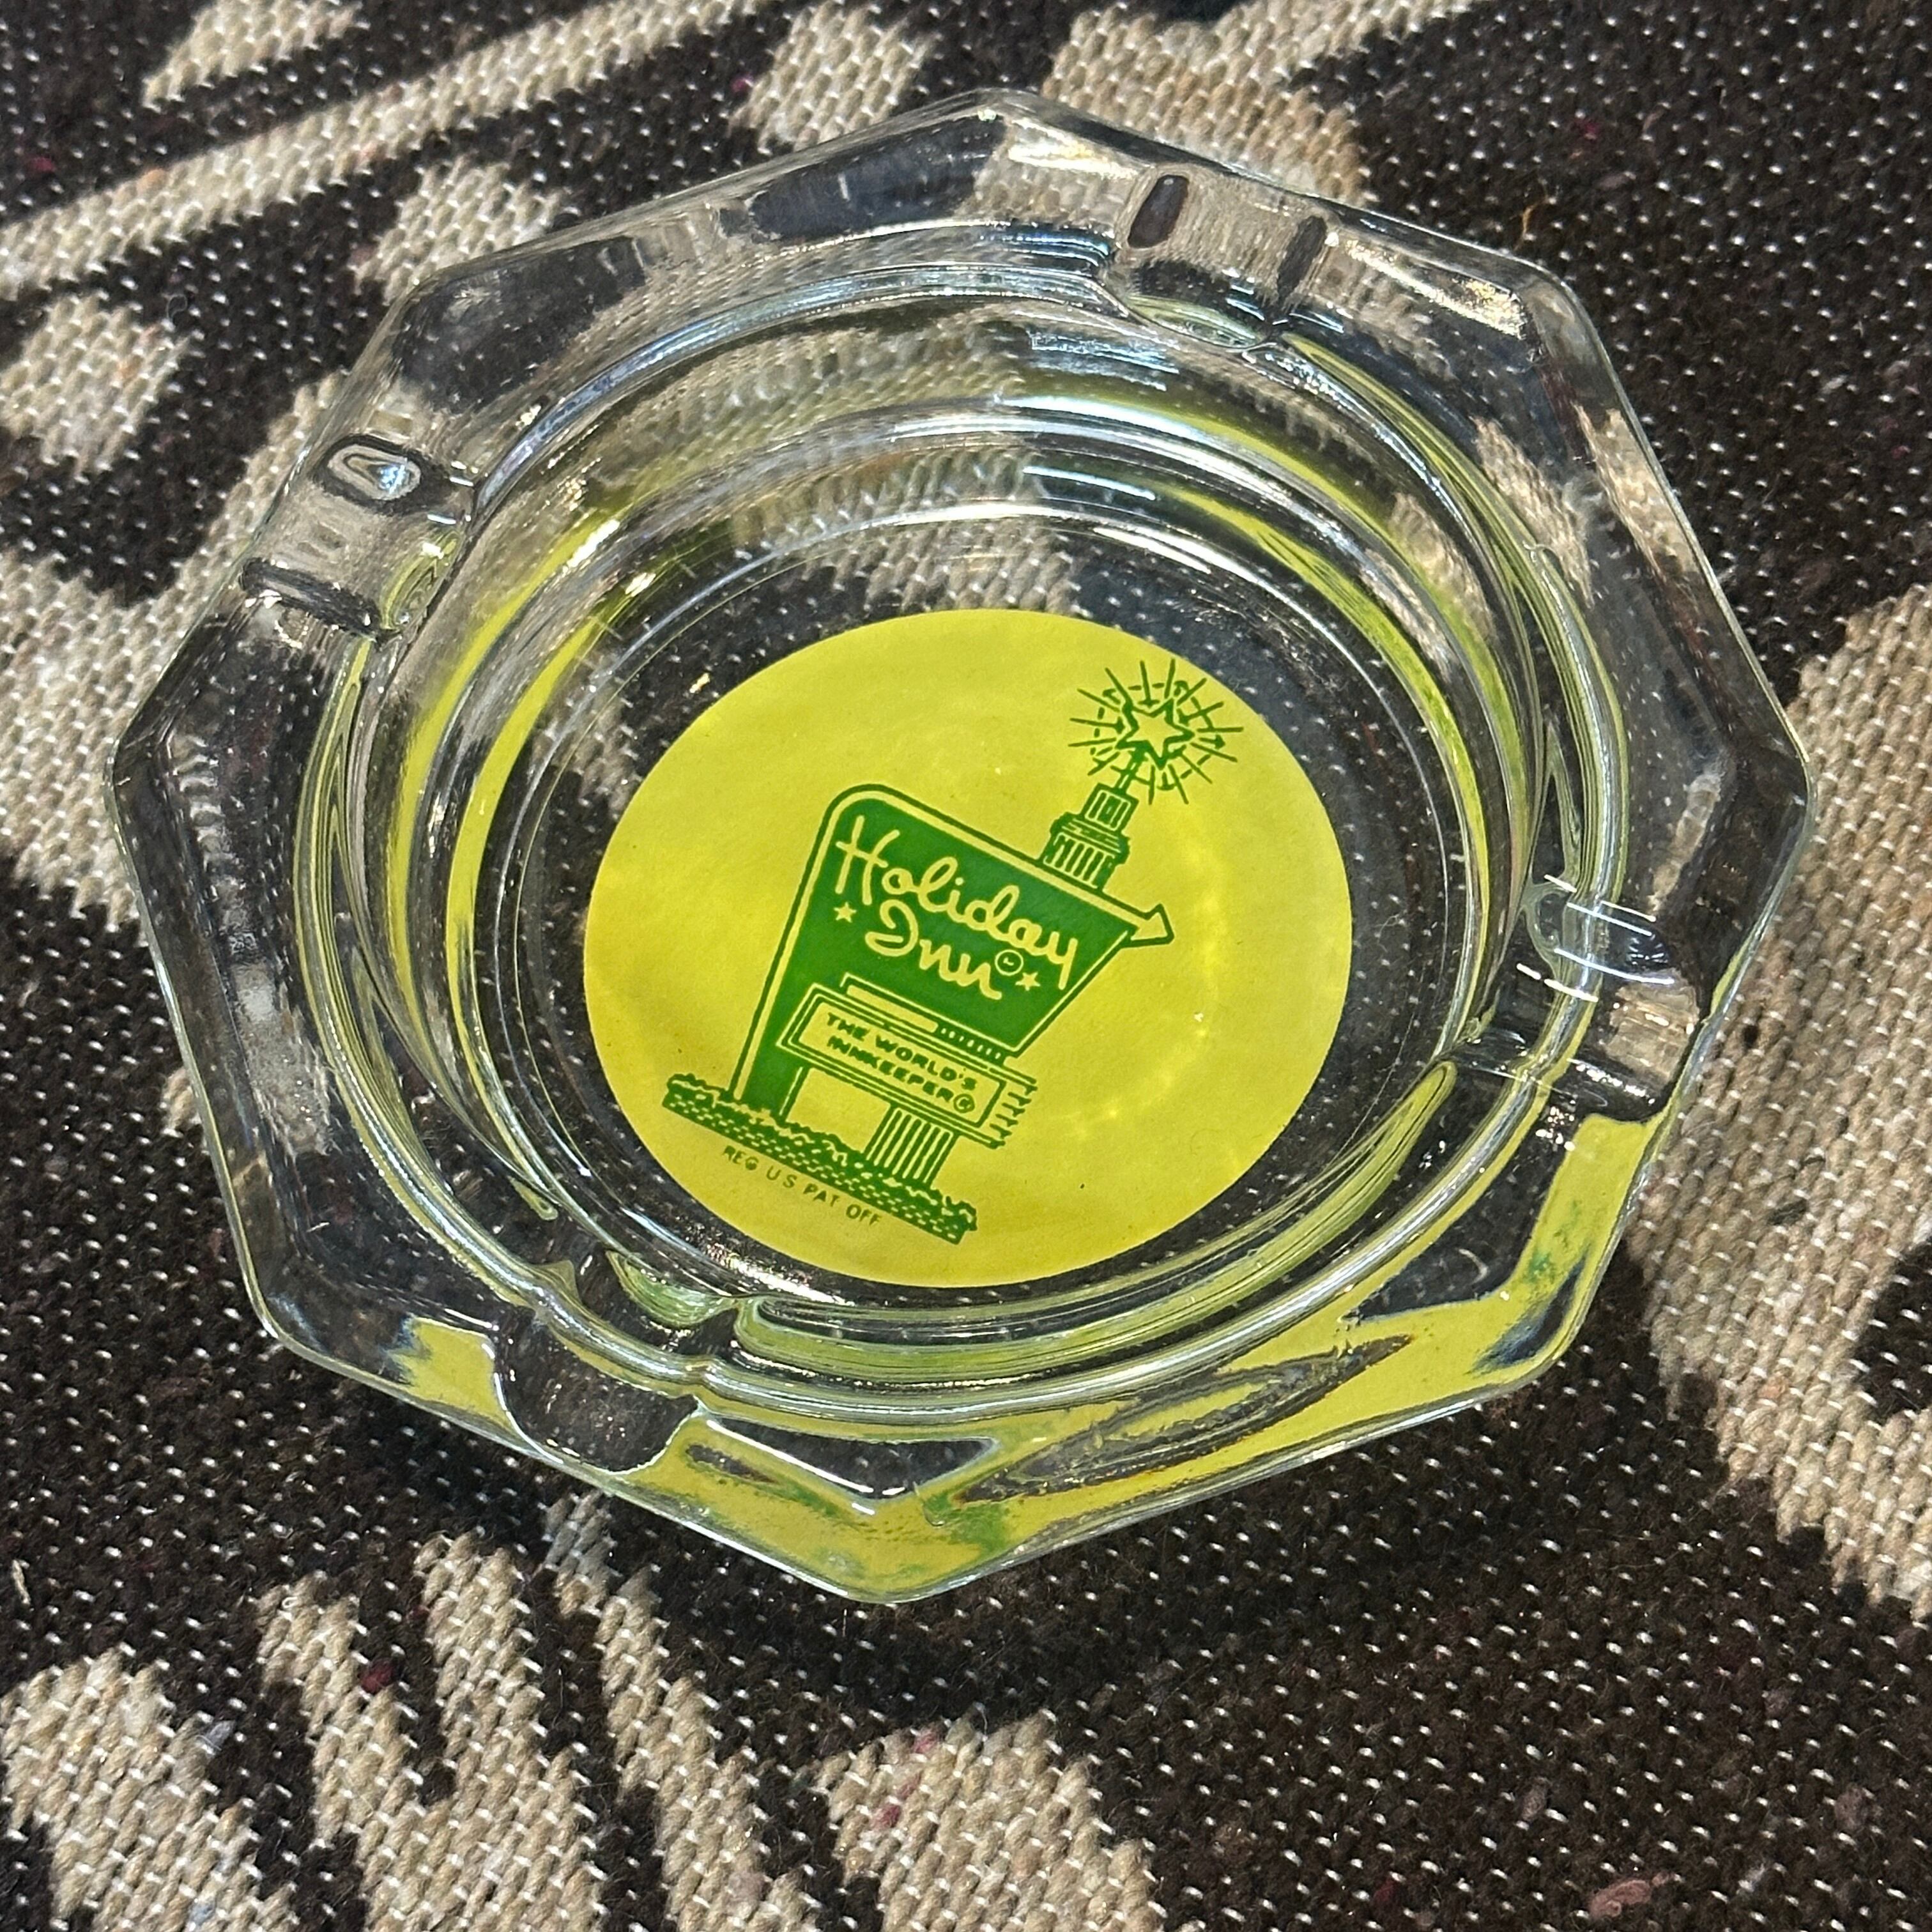 Holiday
Inn®
THE WORLD'S
INNKEEPER®
REG U.S. PAT OFF